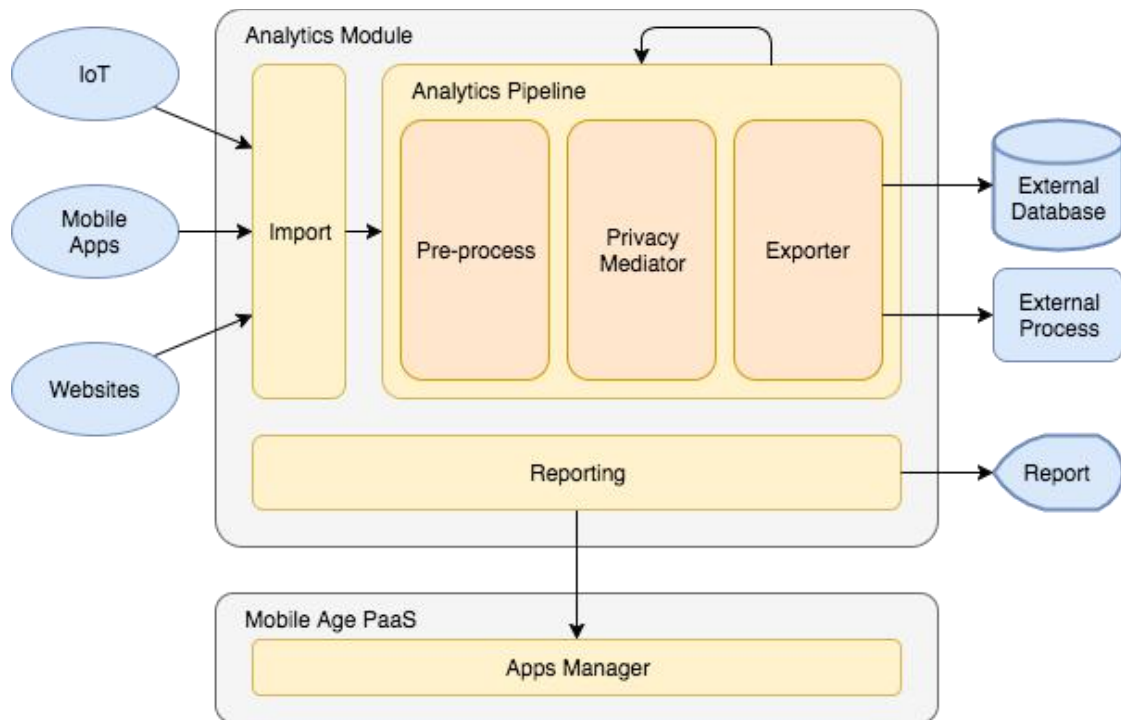 Analytics Module
IoT
Analytics Pipeline
Mobile
Apps
Import
Pre-process
Privacy
Mediator
Exporter
External
Database
External
Process
Websites
Reporting
Report
Mobile Age PaaS
Apps Manager